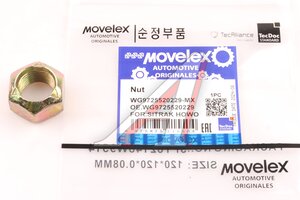 movelex
AUTOMOTIVE
ORIGINALES
순정부품
TecAlliance
TecDoc
STANDARD
MOVELEX
AUTOMOTIVE ORIGINALES
Nut
WG9725520229-MX
OF WG9725520229
FOR SITRAK HOWO
1PC
EAC
movelex
SIZE: 120*120*0.08MM